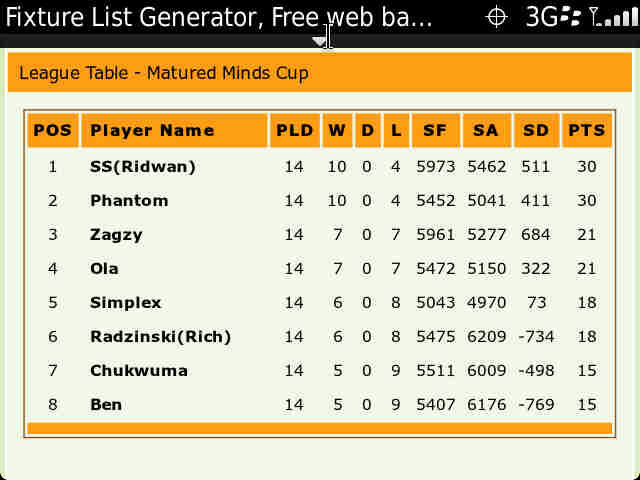 Fixture List Generator, Free web ba... 3G
League Table - Matured Minds Cup
POS Player Name PLD W D L SF SA SD PTS
1 SS(Ridwan) 14 10 0 4 5973 5462 511 30
2 Phantom 14 10 0 4 5452 5041 411 30
3 Zagzy 14 7 0 7 5961 5277 684 21
4 Ola 14 7 0 7 5472 5150 322 21
5 Simplex 14 6 0 8 5043 4970 73 18
6 Radzinski(Rich) 14 6 0 8 5475 6209 -734 18
7 Chukwuma 14 5 0 9 5511 6009 -498 15
8 Ben 14 5 0 9 5407 6176 -769 15